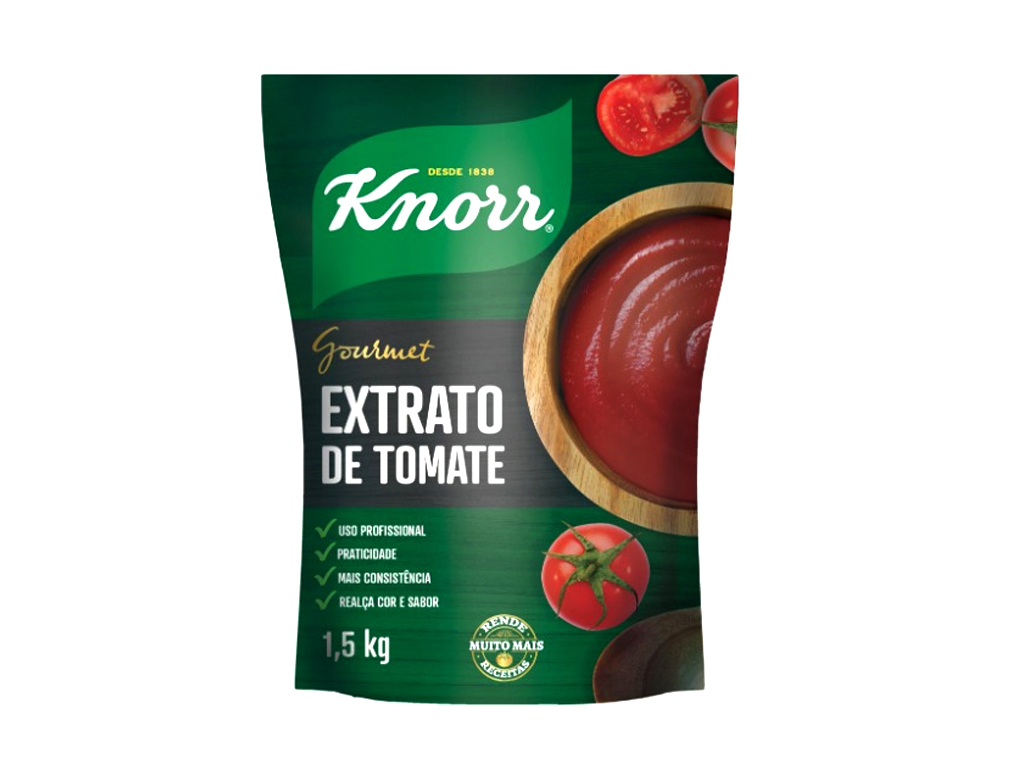 DESDE 1838
Knorr®
Gourmet
EXTRATO
DE TOMATE
USO PROFISSIONAL
PRATICIDADE
MAIS CONSISTÊNCIA
REALÇA COR E SABOR
1,5 kg
RENDE
MUITO MAIS
RECEITAS